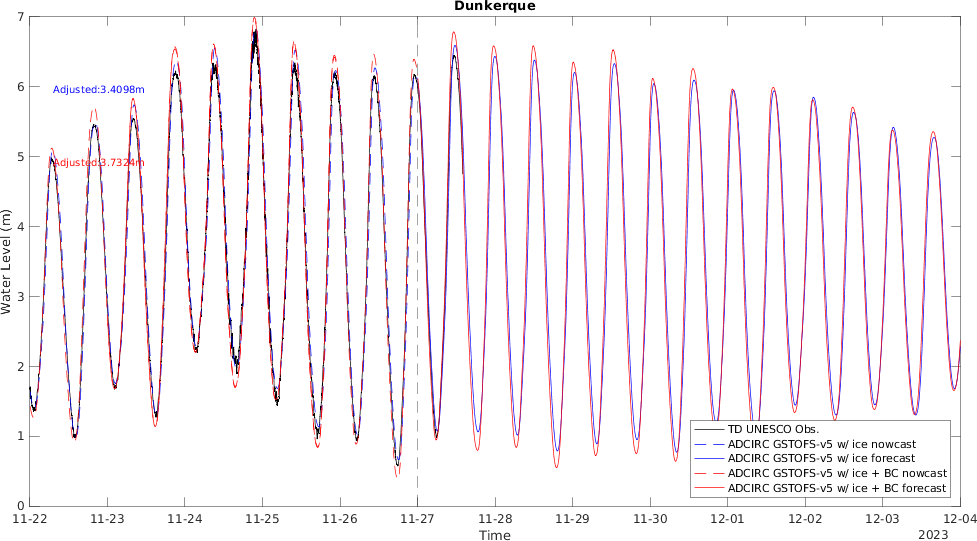 Dunkerque
7
6
5
4
3
2
1
0
Water Level (m)
Adjusted:3.4098m
Adjusted:3.7324m
TD UNESCO Obs.
ADCIRC GSTOFS-v5 w/ ice nowcast
ADCIRC GSTOFS-v5 w/ ice forecast
ADCIRC GSTOFS-v5 w/ ice + BC nowcast
ADCIRC GSTOFS-v5 w/ ice + BC forecast
11-22 11-23 11-24 11-25 11-26 11-27 11-28 11-29 11-30 12-01 12-02 12-03 12-04
Time
2023